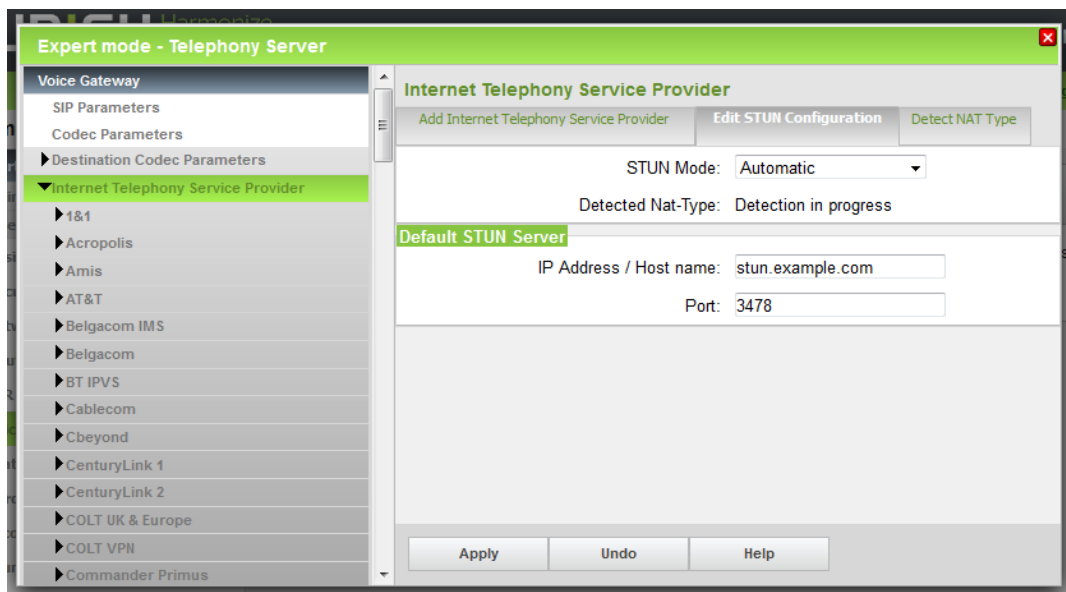 Harmonize
Expert mode - Telephony Server
Voice Gateway
SIP Parameters
Codec Parameters
Destination Codec Parameters
Internet Telephony Service Provider
1&1
Acropolis
Amis
AT&T
Belgacom IMS
Belgacom
BT IPVS
Cablecom
Cbeyond
CenturyLink 1
CenturyLink 2
COLT UK & Europe
COLT VPN
Commander Primus
Internet Telephony Service Provider
Add Internet Telephony Service Provider Edit STUN Configuration Detect NAT Type
STUN Mode: Automatic
Detected Nat-Type: Detection in progress
Default STUN Server
IP Address / Host name: stun.example.com
Port: 3478
Apply Undo Help